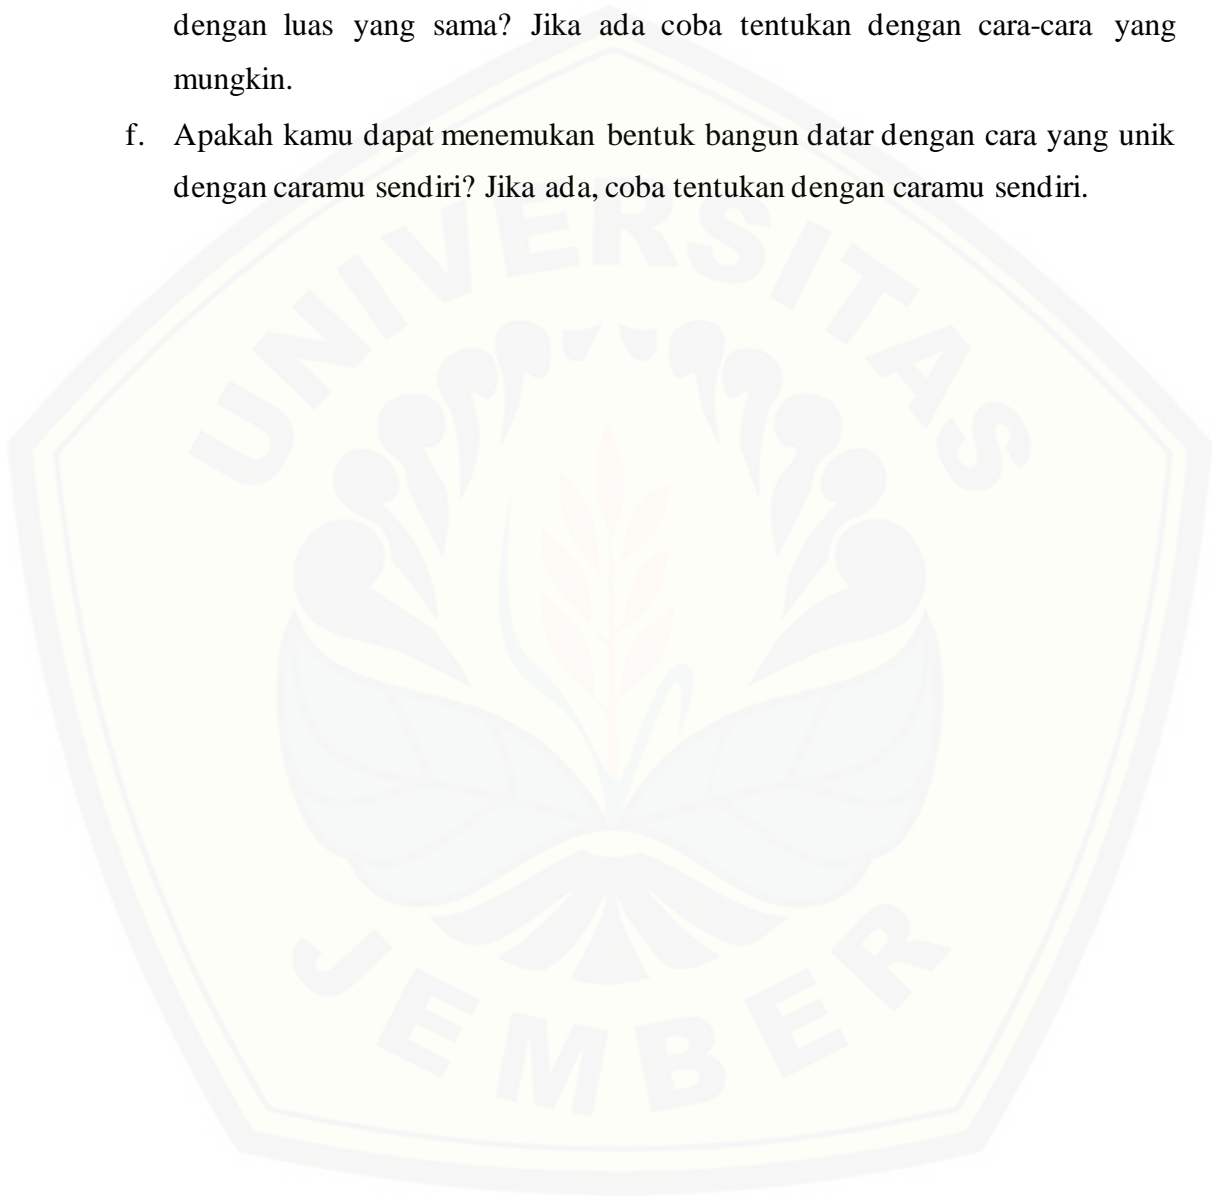 dengan luas yang sama? Jika ada coba tentukan dengan cara-cara yang
mungkin.
f. Apakah kamu dapat menemukan bentuk bangun datar dengan cara yang unik
dengan caramu sendiri? Jika ada, coba tentukan dengan caramu sendiri.
UNIVERSITAS
JEMBER